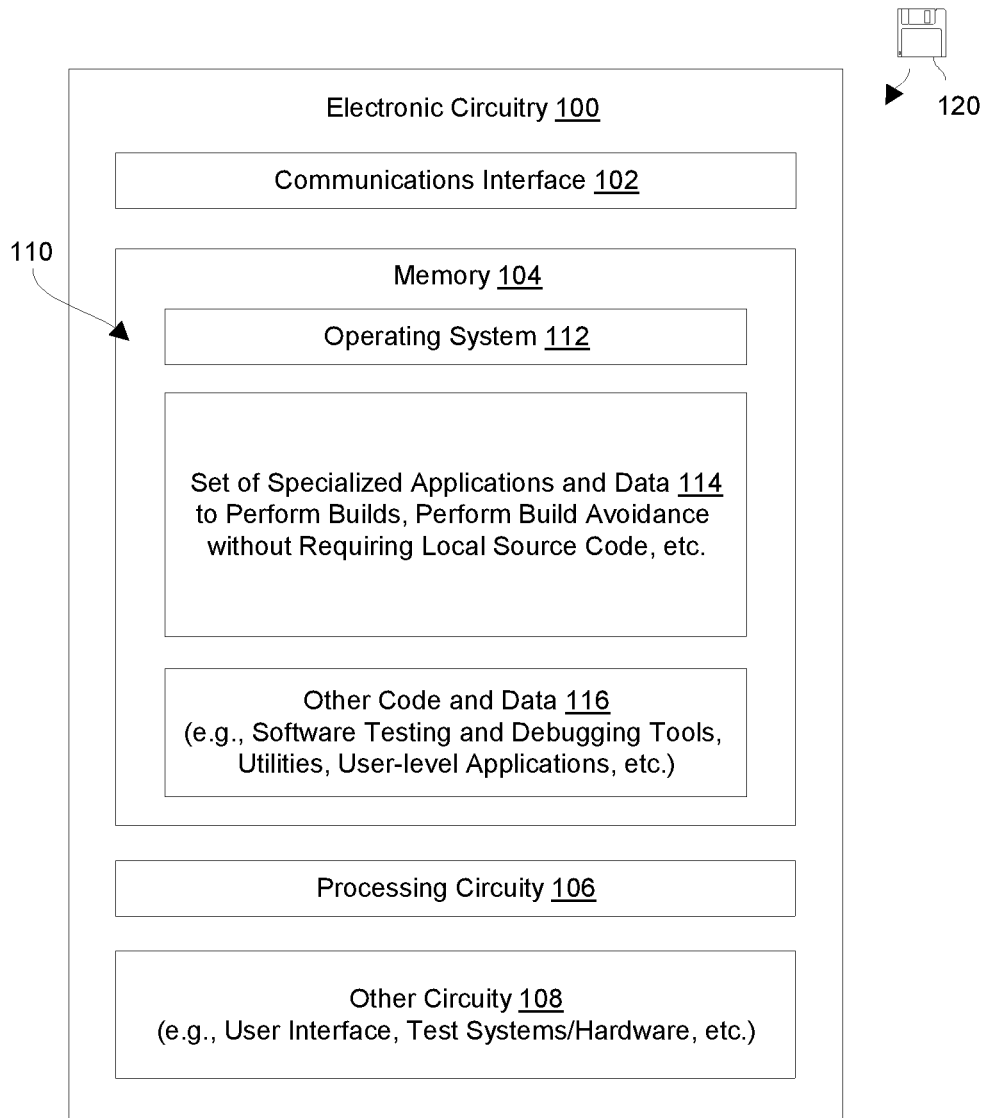 120
Electronic Circuitry 100
Communications Interface 102
110
Memory 104
Operating System 112
Set of Specialized Applications and Data 114
to Perform Builds, Perform Build Avoidance
without Requiring Local Source Code, etc.
Other Code and Data 116
(e.g., Software Testing and Debugging Tools,
Utilities, User-level Applications, etc.)
Processing Circuity 106
Other Circuity 108
(e.g., User Interface, Test Systems/Hardware, etc.)